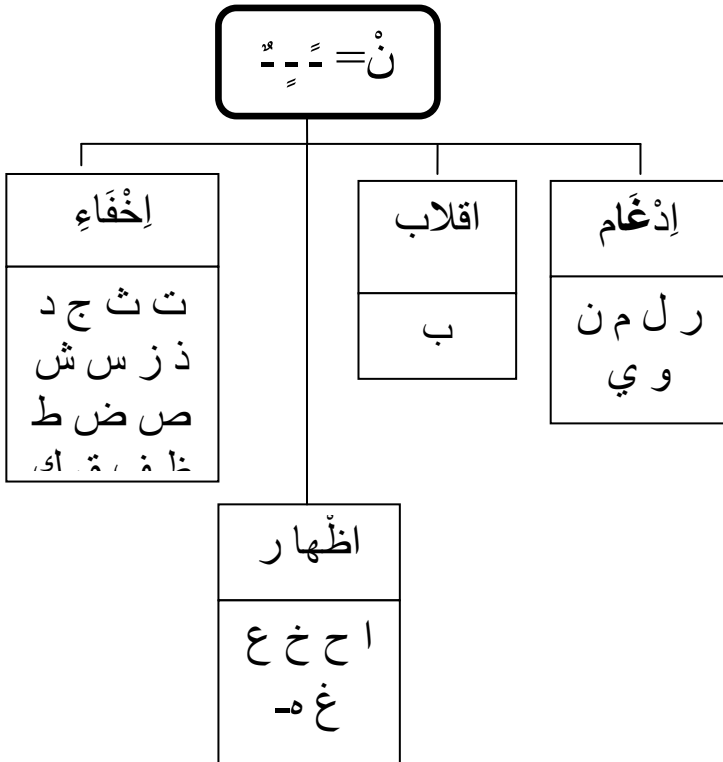 نْ= ـً ـٍ ـٌ
اِدْغَام
ر ل م ن
و ي
اقلاب
ب
اِخْفَاءِ
ت ث ج د
ذ ز س ش
ص ض ط
ظ ف ق ك
اظّها ر
ا ح خ ع
غ هـ